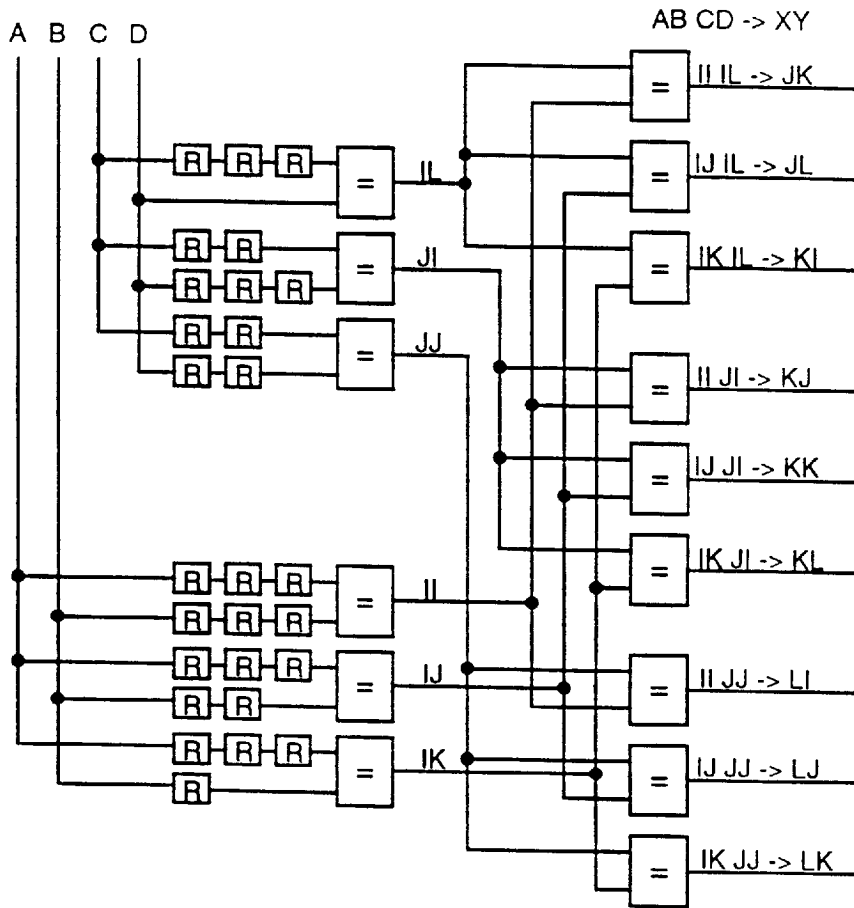 AB CD -> XY
A B C D
= II IL -> JK
R R R = IL
= IJ IL -> JL
R R = JI
= IK IL -> KI
R R R
R R = JJ
R R
= II JI -> KJ
= IJ JI -> KK
= IK JI -> KL
R R R = II
R R R
R R R = IJ
= II JJ -> LI
R R
R R R = IK
= IJ JJ -> LJ
R
= IK JJ -> LK